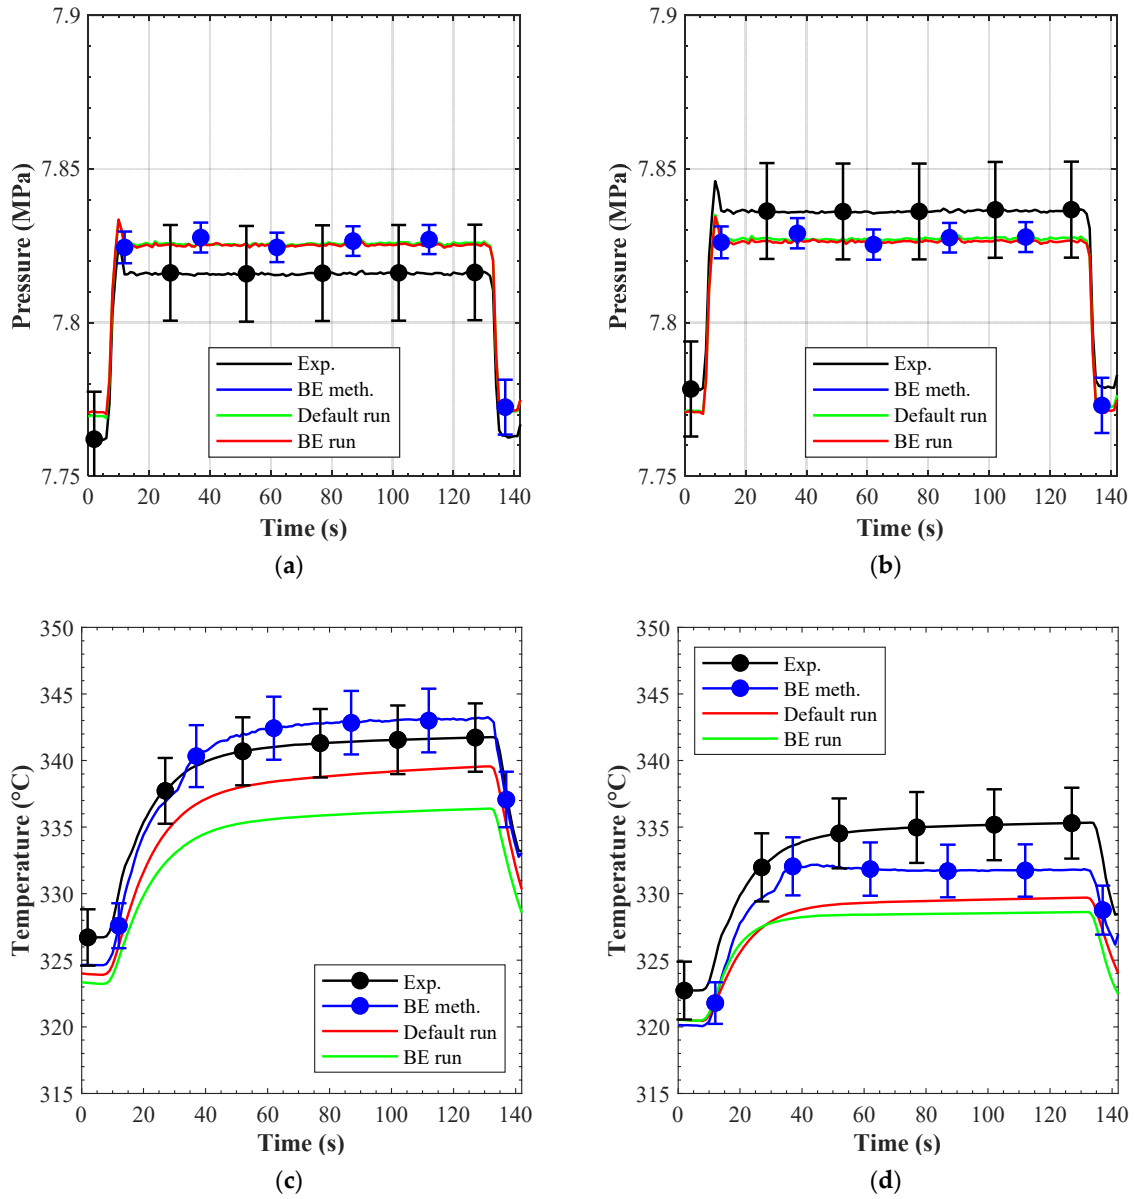 7.9
7.85
7.8
7.75
Pressure (MPa)
Exp.
BE meth.
Default run
BE run
0 20 40 60 80 100 120 140
Time (s)
(a)
7.9
7.85
7.8
7.75
Pressure (MPa)
Exp.
BE meth.
Default run
BE run
0 20 40 60 80 100 120 140
Time (s)
(b)
350
345
340
335
330
325
320
315
Temperature (°C)
Exp.
BE meth.
Default run
BE run
0 20 40 60 80 100 120 140
Time (s)
(c)
350
345
340
335
330
325
320
315
Temperature (°C)
Exp.
BE meth.
Default run
BE run
0 20 40 60 80 100 120 140
Time (s)
(d)